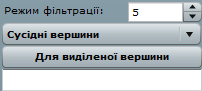 Режим фільтрації: 5
Сусідні вершини
Для виділеної вершини